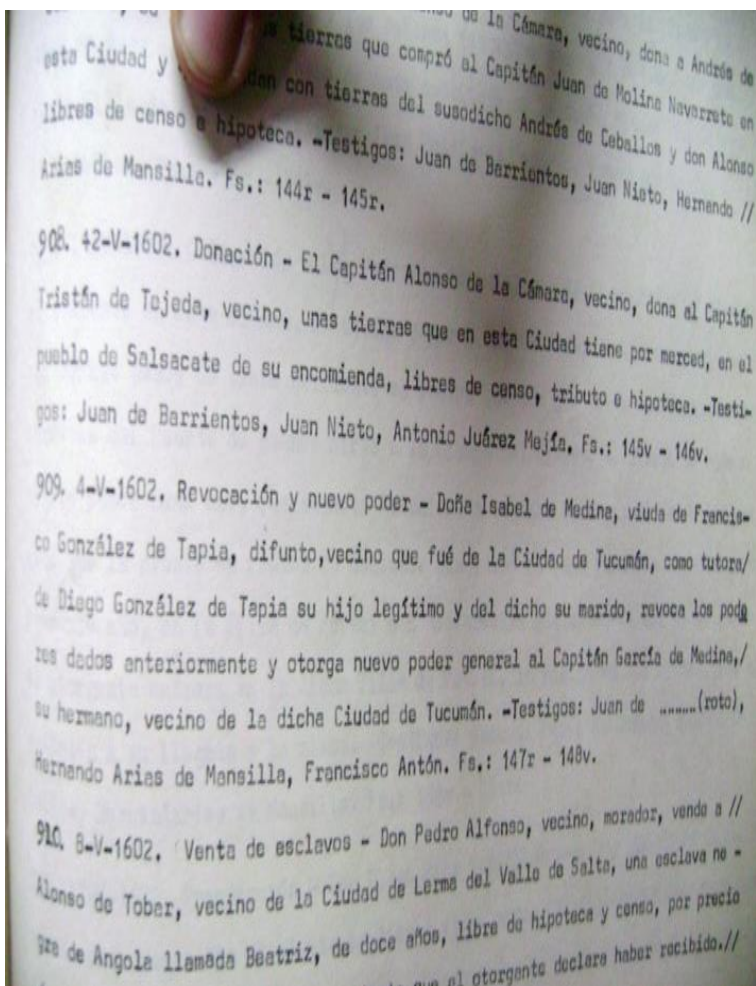 de la Cámara, vecino, dona a Andrés de
tierras que compró al Capitán Juan de Molina Navarrete en
esta Ciudad y con tierras del susodicho Andrés de Ceballos y don Alonso
libres de censo e hipoteca. -Testigos: Juan de Barrientos, Juan Nieto, Hernando //
Arias de Mansilla. Fs.: 144r - 145r.
908. 42-V-1602. Donación - El Capitán Alonso de la Cámara, vecino, dona al Capitán
Tristán de Tejeda, vecino, unas tierras que en esta Ciudad tiene por merced, en el
pueblo de Salsacate de su encomienda, libres de censo, tributo e hipoteca. -Testi-
gos: Juan de Barrientos, Juan Nieto, Antonio Juárez Mejía. Fs.: 145v - 146v.
909. 4-V-1602. Revocación y nuevo poder - Doña Isabel de Medina, viuda de Francis-
co González de Tapia, difunto,vecino que fué de la Ciudad de Tucumán, como tutora/
de Diego González de Tapia su hijo legítimo y del dicho su marido, revoca los pode
res dados anteriormente y otorga nuevo poder general al Capitán García de Medina,/
su hermano, vecino de la dicha Ciudad de Tucumán. -Testigos: Juan de ......(roto),
Hernando Arias de Mansilla, Francisco Antón. Fs.: 147r - 148v.
910. 8-V-1602. Venta de esclavos - Don Pedro Alfonso, vecino, morador, vende a //
Alonso de Tobar, vecino de la Ciudad de Lerma del Valle de Salta, una esclava ne -
gra de Angola llamada Beatriz, de doce años, libre de hipoteca y censo, por precio
que el otorgante declara haber recibido.//